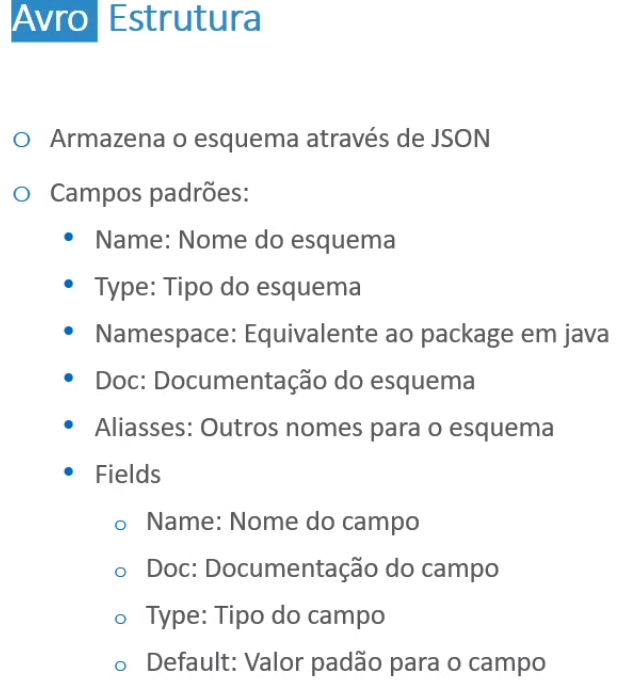 Avro Estrutura
Armazena o esquema através de JSON
Campos padrões:
Name: Nome do esquema
Type: Tipo do esquema
Namespace: Equivalente ao package em java
Doc: Documentação do esquema
Aliasses: Outros nomes para o esquema
Fields
Name: Nome do campo
Doc: Documentação do campo
Type: Tipo do campo
Default: Valor padão para o campo